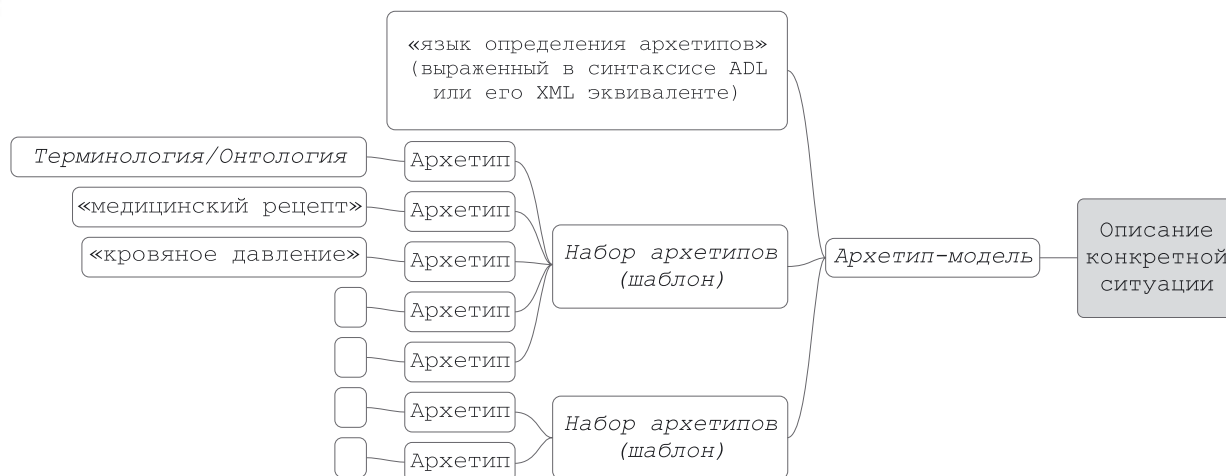 «язык определения архетипов»
(выраженный в синтаксисе ADL
или его XML эквиваленте)
Терминология/Онтология
Архетип
«медицинский рецепт»
Архетип
«кровяное давление»
Архетип
Архетип
Архетип
Набор архетипов
(шаблон)
Архетип
Архетип
Набор архетипов
(шаблон)
Архетип-модель
Описание
конкретной
ситуации